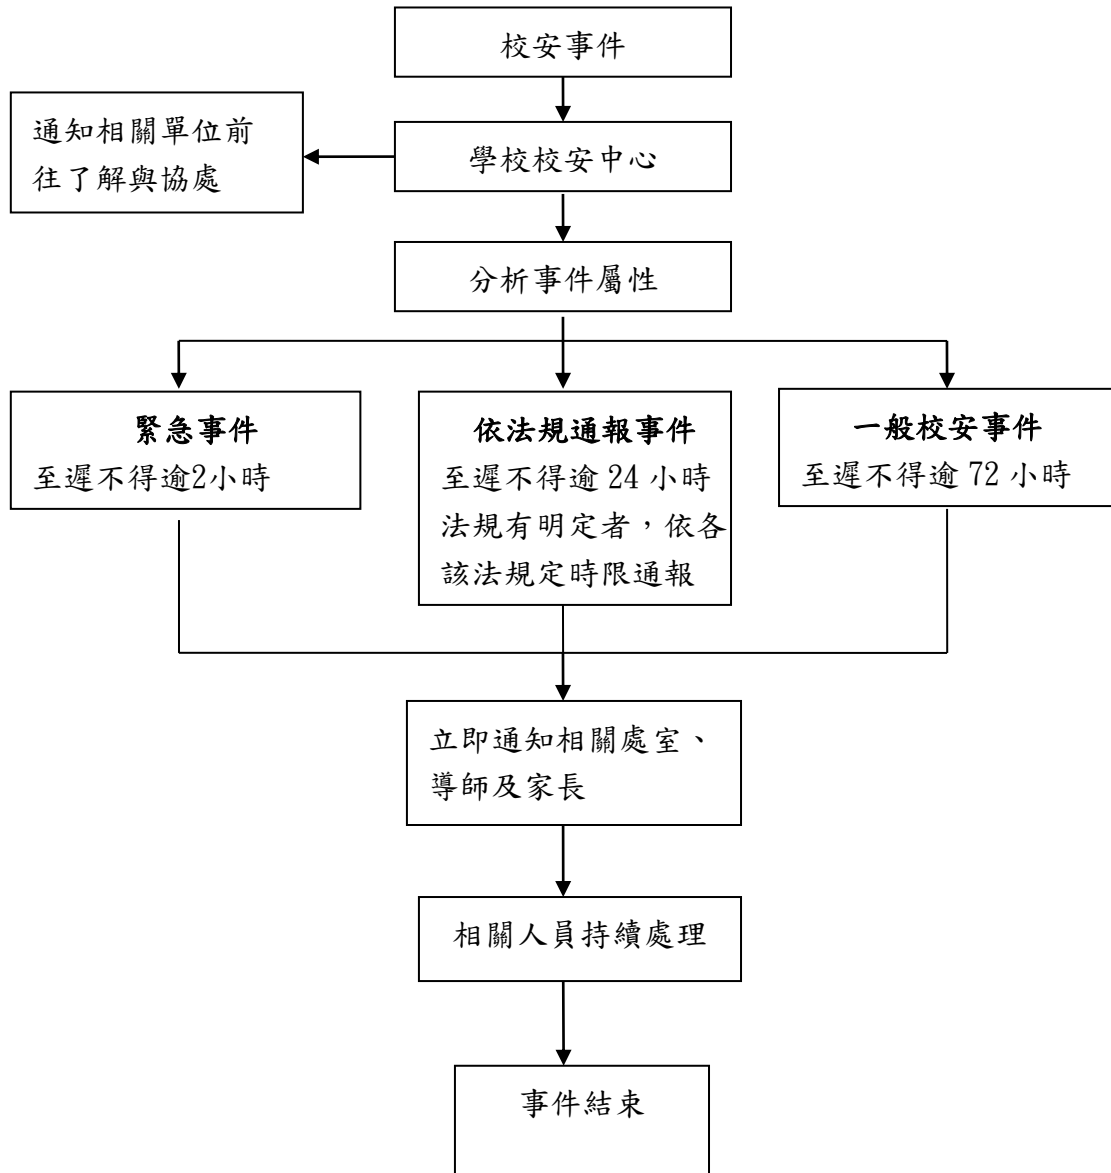 校安事件
通知相關單位前
往了解與協處
學校校安中心
分析事件屬性
緊急事件
至遲不得逾2小時
依法規通報事件
至遲不得逾 24 小時
法規有明定者，依各
該法規定時限通報
一般校安事件
至遲不得逾 72 小時
立即通知相關處室、
導師及家長
相關人員持續處理
事件結束